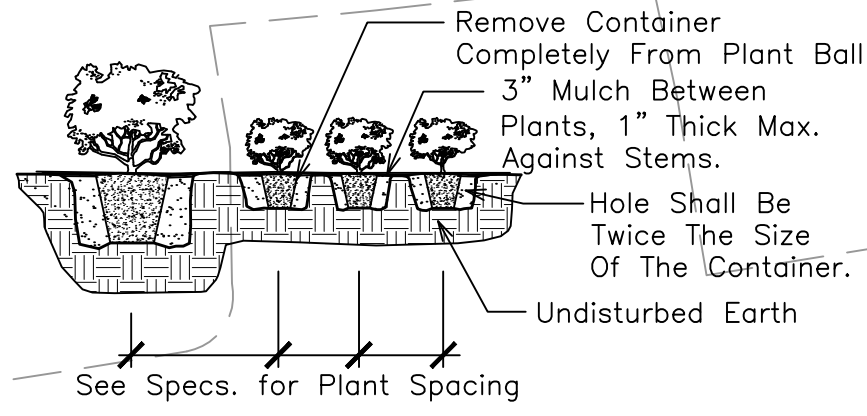 Remove Container
Completely From Plant Ball
3" Mulch Between
Plants, 1" Thick Max.
Against Stems.
Hole Shall Be
Twice The Size
Of The Container.
Undisturbed Earth
See Specs. for Plant Spacing